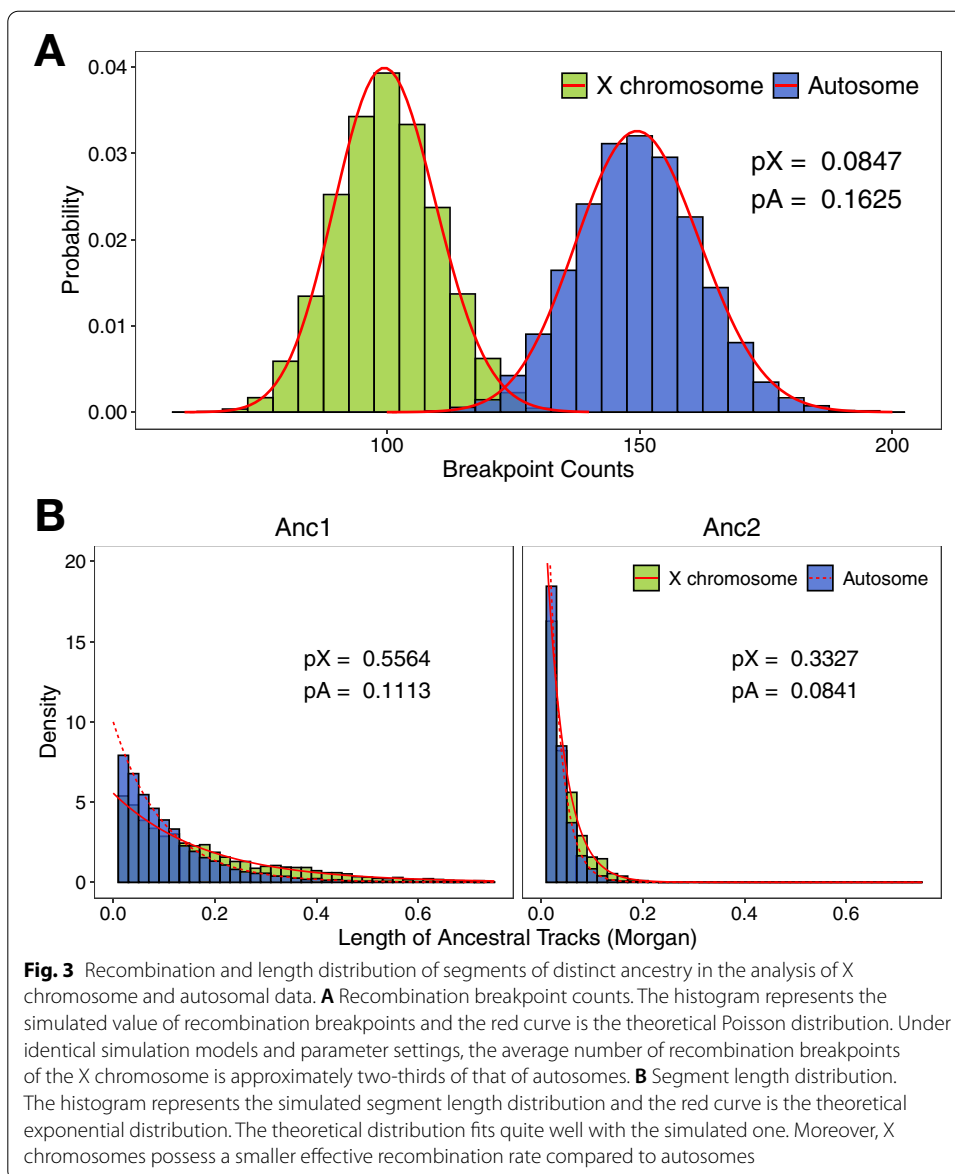 A
X chromosome Autosome
pX = 0.0847
pA = 0.1625
0.04
0.03
0.02
0.01
0.00
Probability
100 150 200
Breakpoint Counts
B
Anc1 Anc2
X chromosome Autosome
pX = 0.5564
pA = 0.1113
pX = 0.3327
pA = 0.0841
20
15
10
5
0
Density
0.0 0.2 0.4 0.6 0.0 0.2 0.4 0.6
Length of Ancestral Tracks (Morgan)
Fig. 3 Recombination and length distribution of segments of distinct ancestry in the analysis of X
chromosome and autosomal data. A Recombination breakpoint counts. The histogram represents the
simulated value of recombination breakpoints and the red curve is the theoretical Poisson distribution. Under
identical simulation models and parameter settings, the average number of recombination breakpoints
of the X chromosome is approximately two-thirds of that of autosomes. B Segment length distribution.
The histogram represents the simulated segment length distribution and the red curve is the theoretical
exponential distribution. The theoretical distribution fits quite well with the simulated one. Moreover, X
chromosomes possess a smaller effective recombination rate compared to autosomes